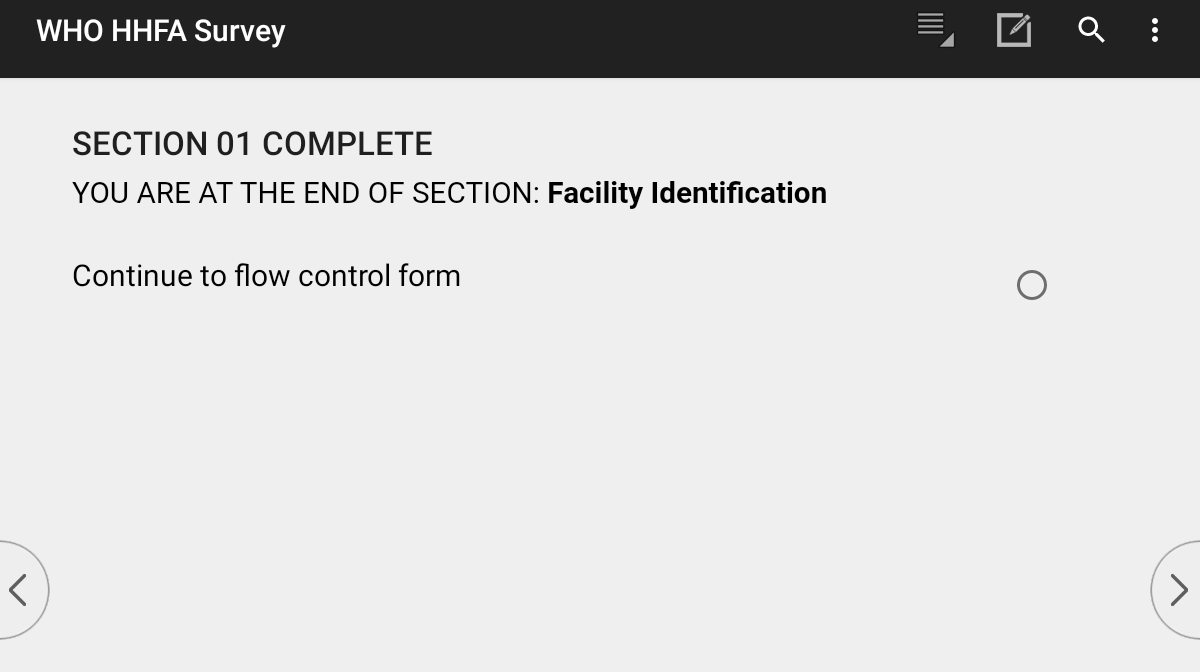 WHO HHFA Survey
SECTION 01 COMPLETE
YOU ARE AT THE END OF SECTION: Facility Identification
Continue to flow control form